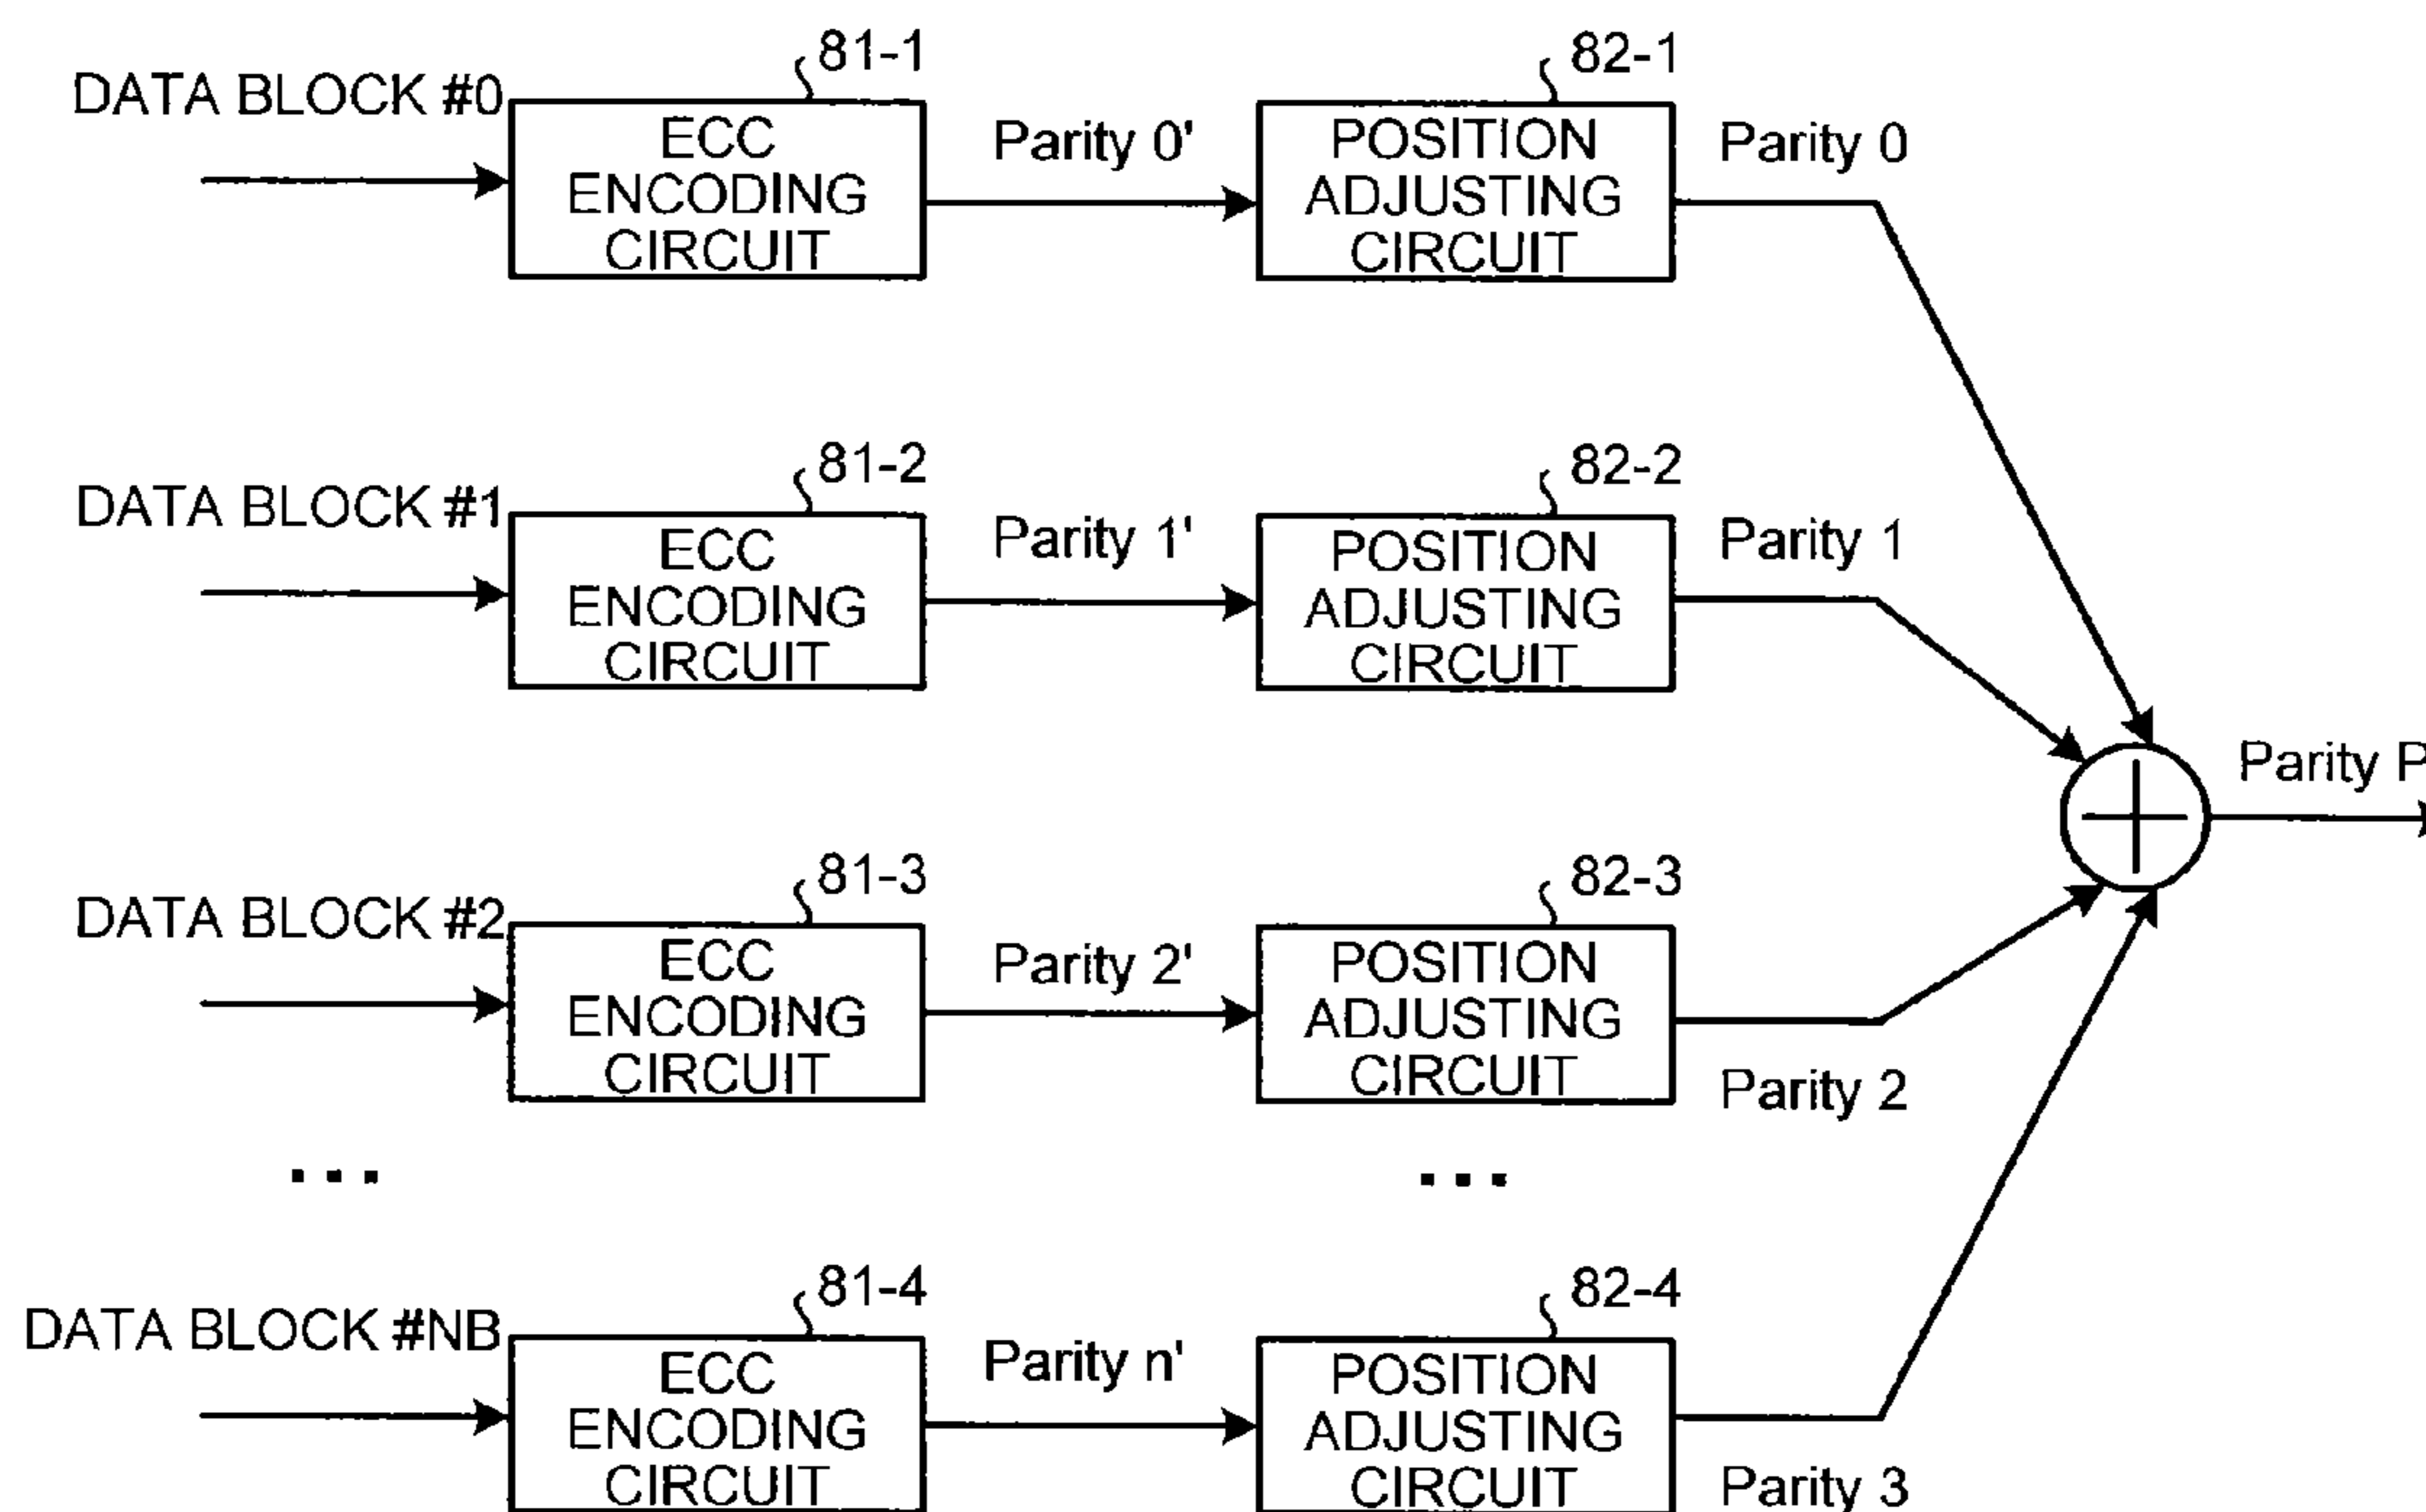 81-1
82-1
DATA BLOCK #0
ECC
ENCODING
CIRCUIT
Parity 0'
POSITION
ADJUSTING
CIRCUIT
Parity 0
81-2
82-2
DATA BLOCK #1
ECC
ENCODING
CIRCUIT
Parity 1'
POSITION
ADJUSTING
CIRCUIT
Parity 1
Parity P
81-3
82-3
DATA BLOCK #2
ECC
ENCODING
CIRCUIT
Parity 2'
POSITION
ADJUSTING
CIRCUIT
Parity 2
...
...
81-4
82-4
DATA BLOCK #NB
ECC
ENCODING
CIRCUIT
Parity n'
POSITION
ADJUSTING
CIRCUIT
Parity 3